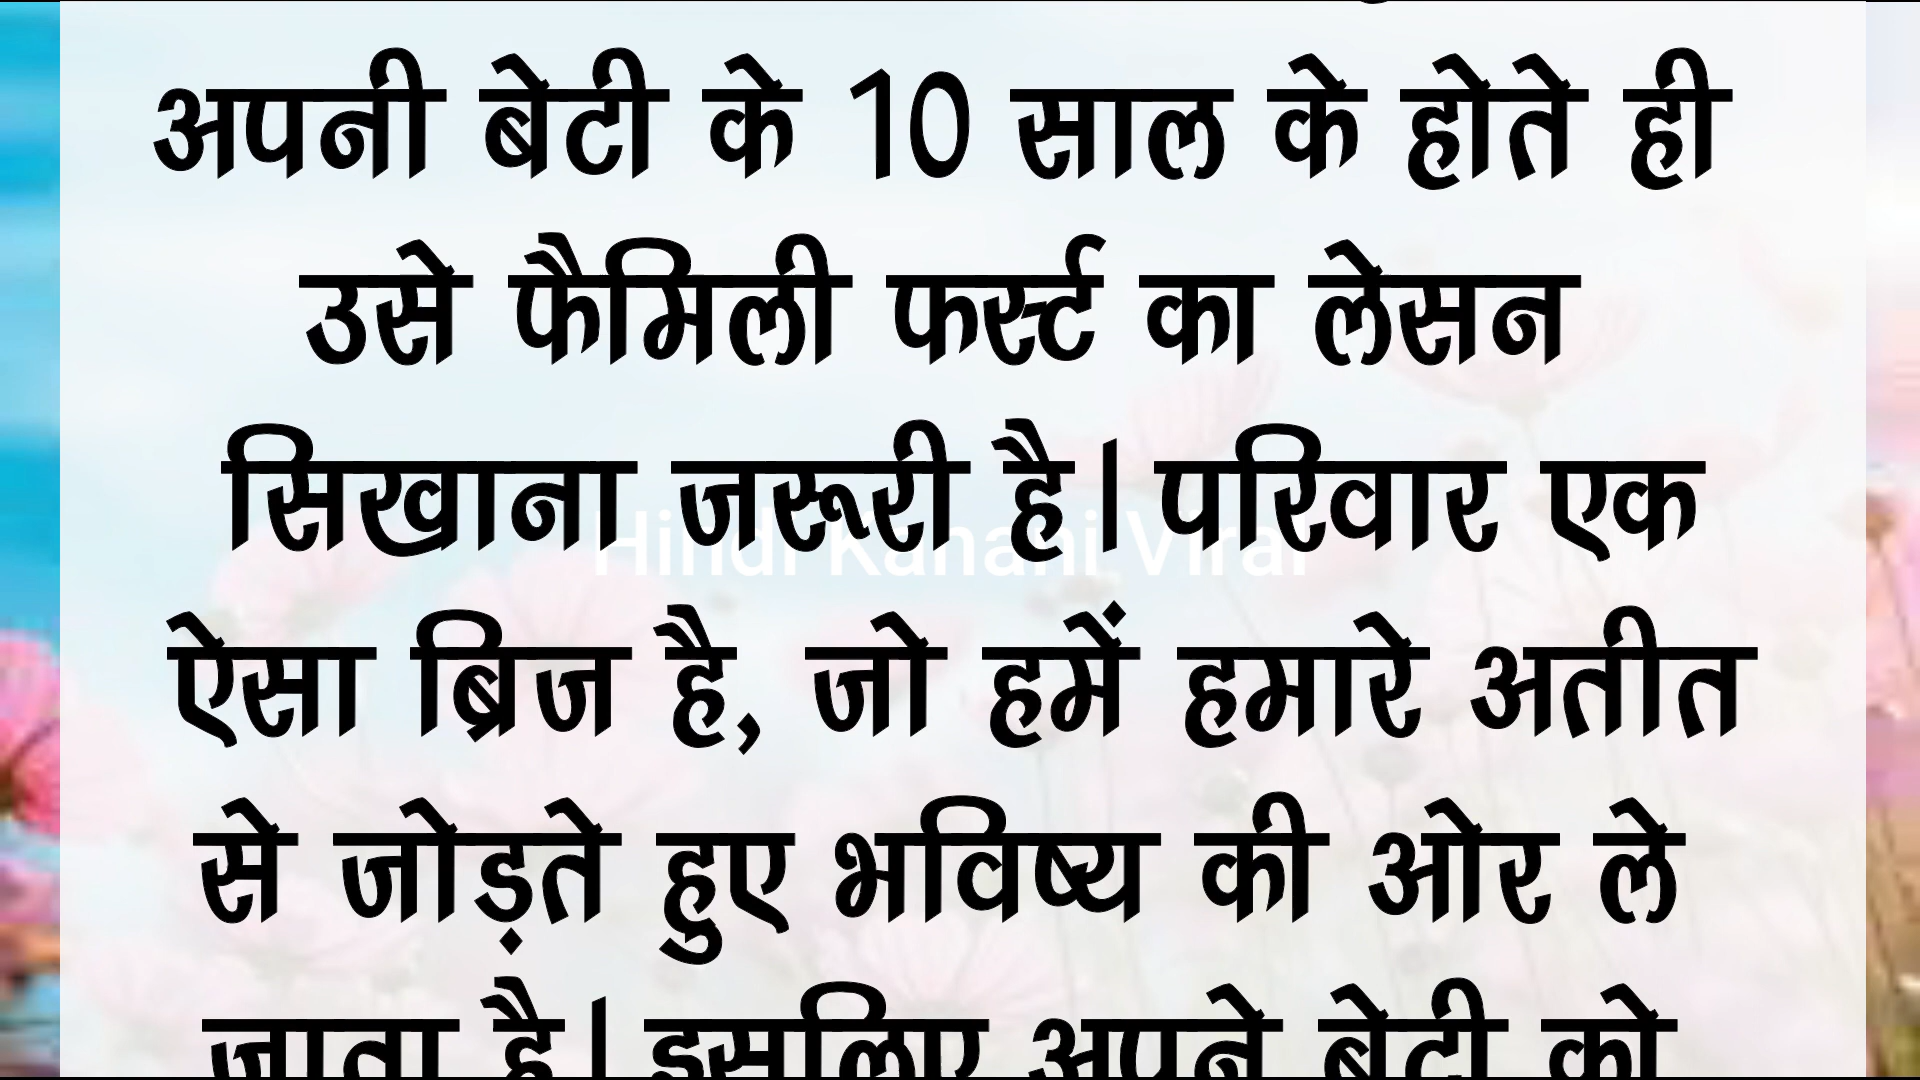 अपनी बेटी के 10 साल के होते ही
उसे फैमिली फर्स्ट का लेसन
सिखाना जरूरी है। परिवार एक
Hindi Kahani Viral
ऐसा ब्रिज है, जो हमें हमारे अतीत
से जोड़ते हुए भविष्य की ओर ले
जाता है। इसलिए अपने बेटी को